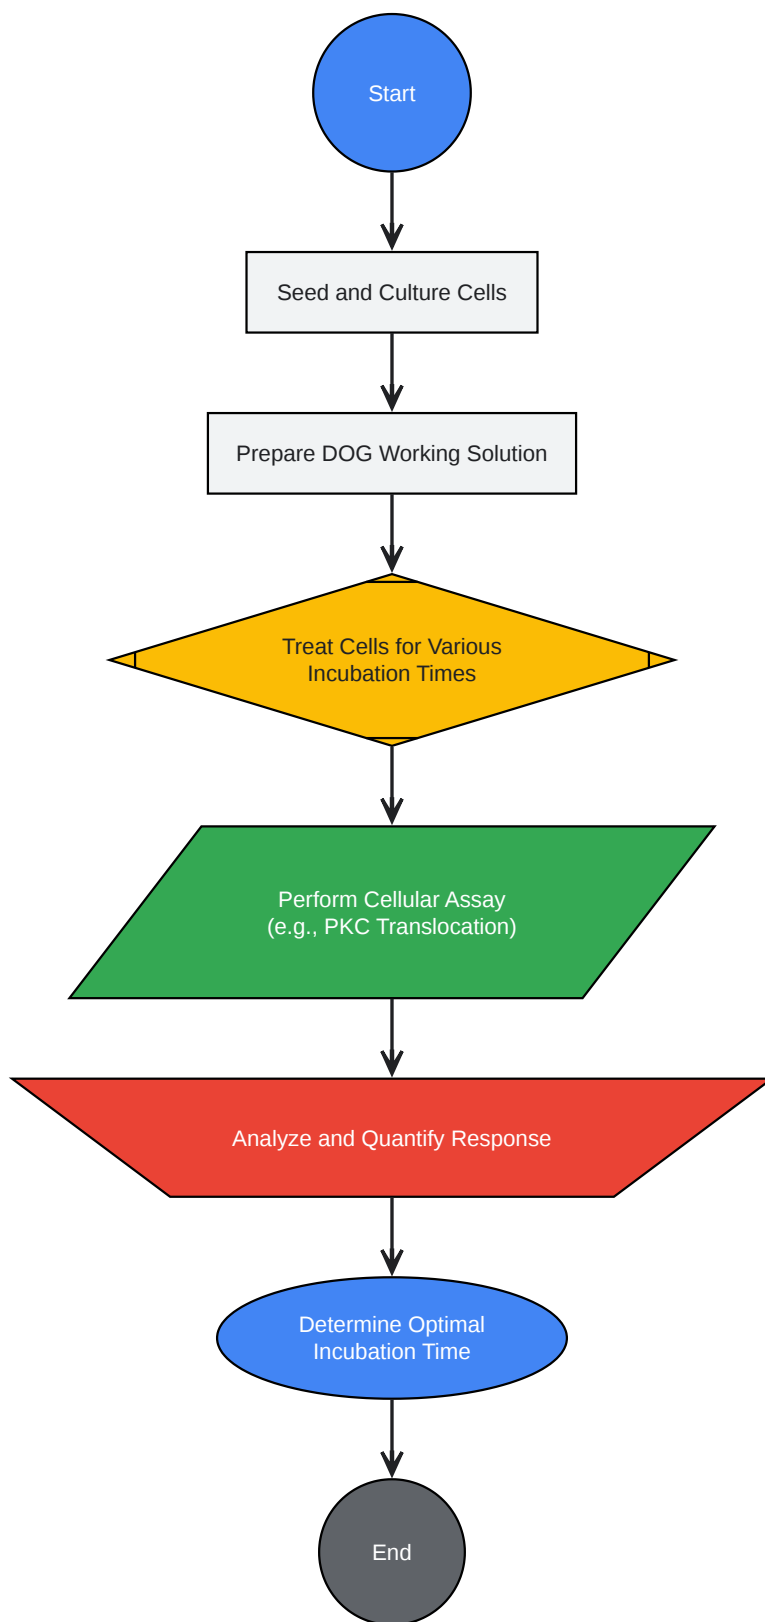 Start
Seed and Culture Cells
Prepare DOG Working Solution
Treat Cells for Various
Incubation Times
Perform Cellular Assay
(e.g., PKC Translocation)
Analyze and Quantify Response
Determine Optimal
Incubation Time
End